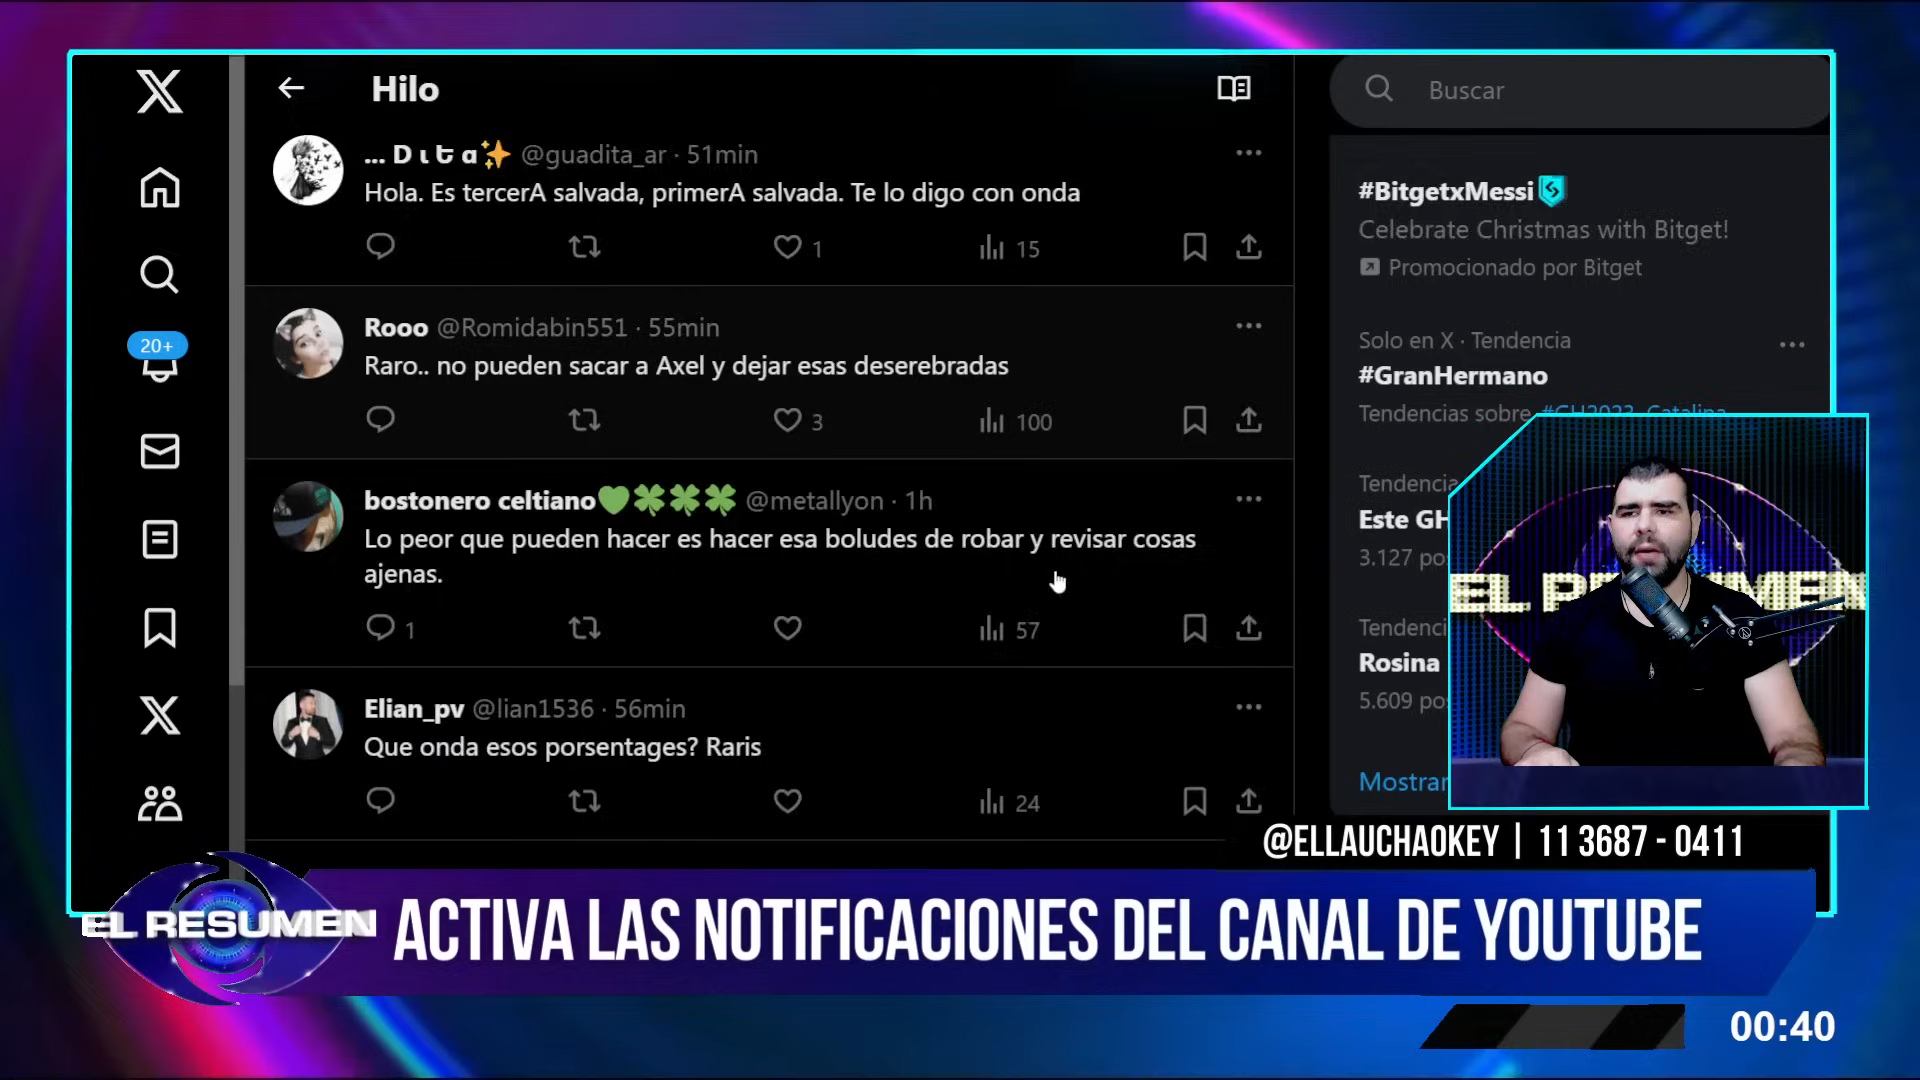 Hilo
Buscar
... D ι Ե ɑ✨ @guadita_ar · 51min
Hola. Es tercerA salvada, primerA salvada. Te lo digo con onda
1
15
Rooo @Romidabin551 · 55min
Raro.. no pueden sacar a Axel y dejar esas deserebradas
3
100
bostonero celtiano💚🍀🍀🍀 @metallyon · 1h
Lo peor que pueden hacer es hacer esa boludes de robar y revisar cosas
ajenas.
1
57
Elian_pv @lian1536 · 56min
Que onda esos porsentages? Raris
24
20+
#BitgetxMessi
Celebrate Christmas with Bitget!
Promocionado por Bitget
Solo en X · Tendencia
#GranHermano
Tendencias sobre #GH2023, Catalina
Tendencia
Este GH
3.127 po
Tendenci
Rosina
5.609 po
Mostrar
EL RESUMEN
@ELLAUCHAOKEY | 11 3687 - 0411
EL RESUMEN
ACTIVA LAS NOTIFICACIONES DEL CANAL DE YOUTUBE
00:40